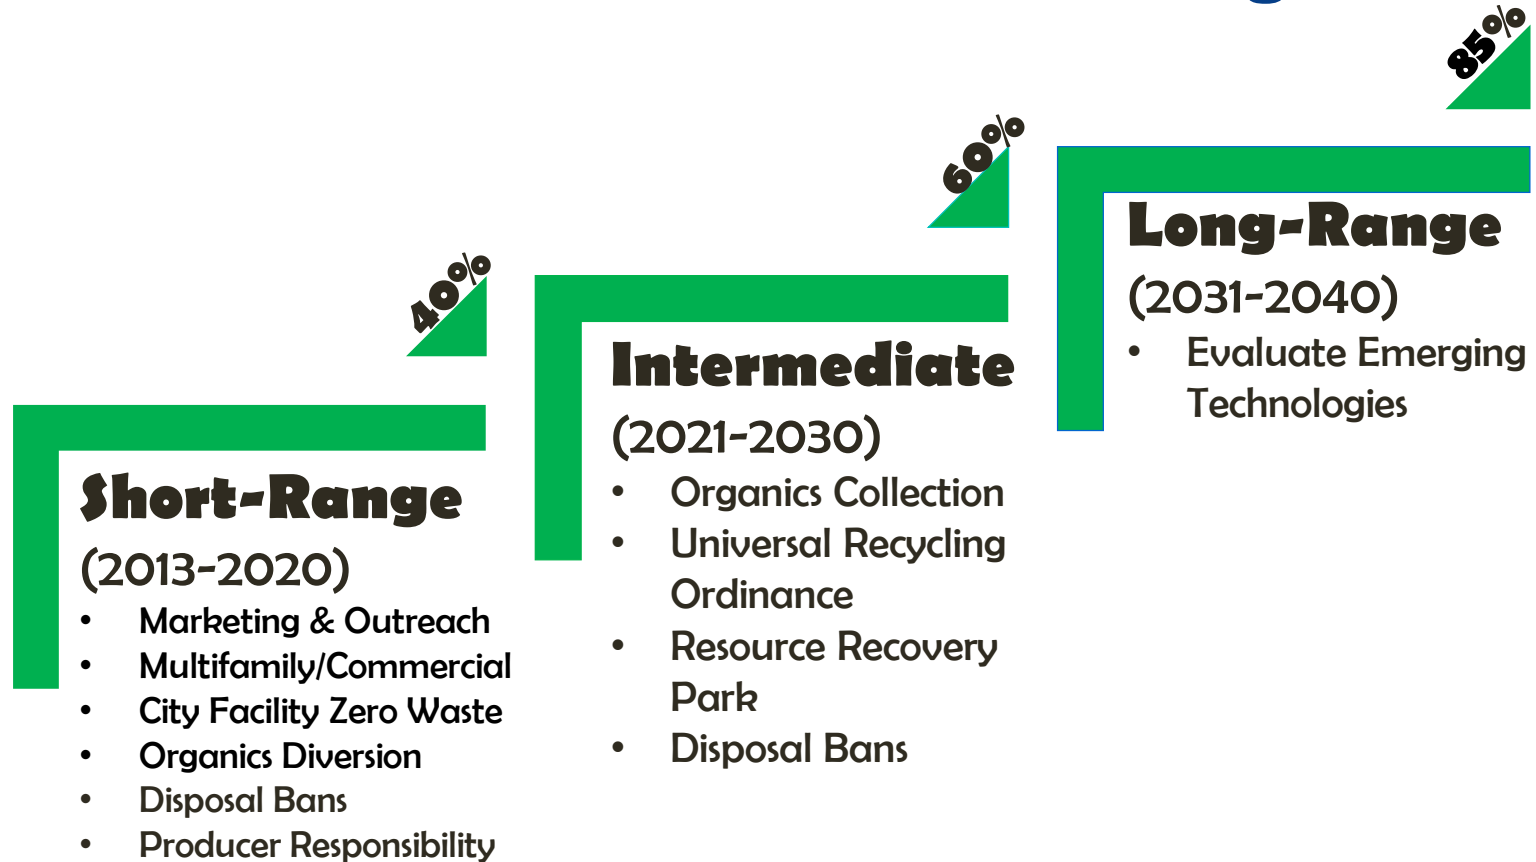 40%
Short-Range
(2013-2020)
• Marketing & Outreach
• Multifamily/Commercial
• City Facility Zero Waste
• Organics Diversion
• Disposal Bans
• Producer Responsibility
60%
Intermediate
(2021-2030)
• Organics Collection
• Universal Recycling
Ordinance
• Resource Recovery
Park
• Disposal Bans
85%
Long-Range
(2031-2040)
• Evaluate Emerging
Technologies